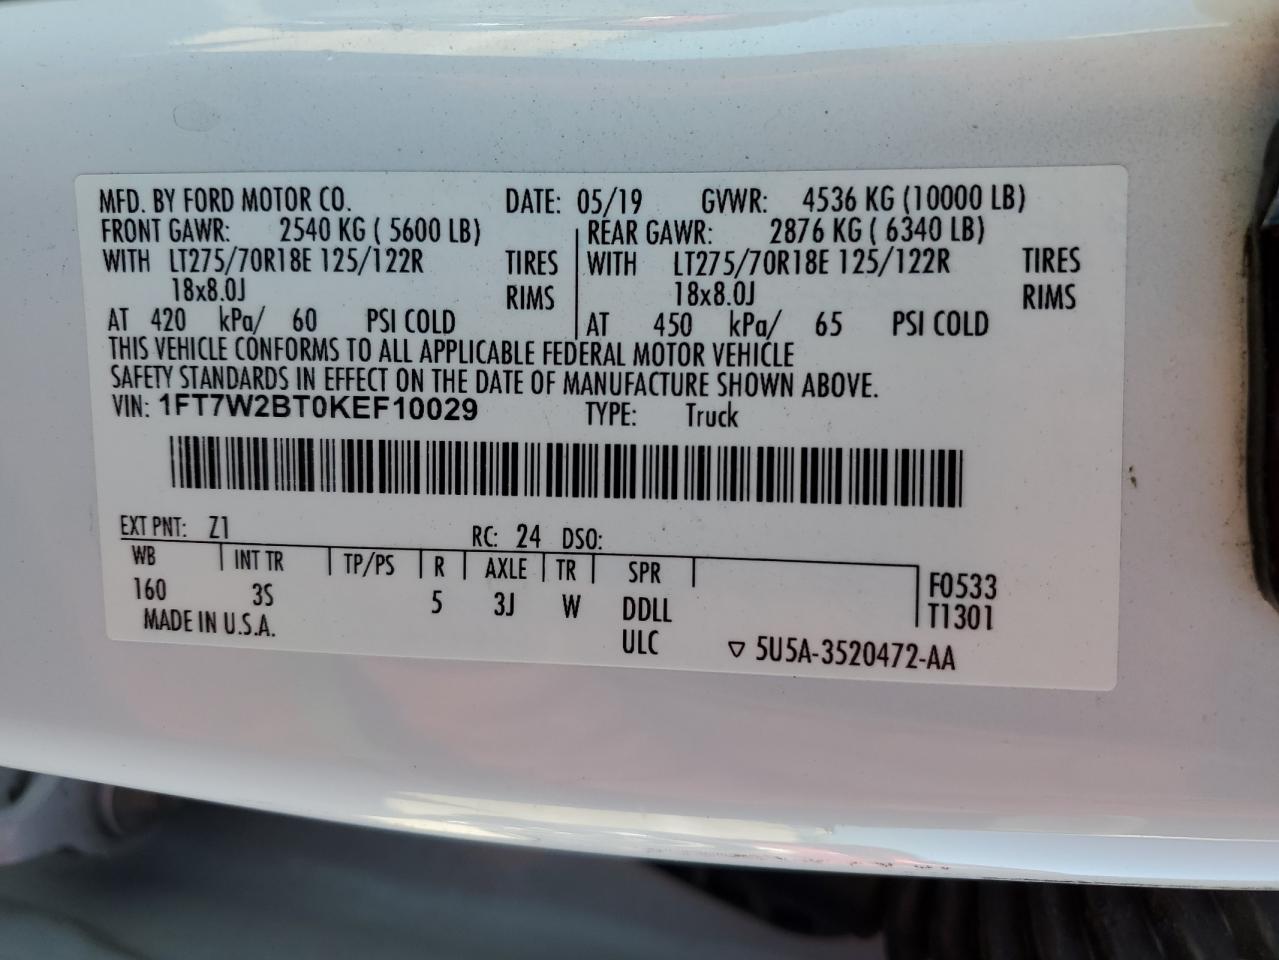 MFD. BY FORD MOTOR CO. DATE: 05/19 GVWR: 4536 KG (10000 LB)
FRONT GAWR: 2540 KG ( 5600 LB) REAR GAWR: 2876 KG ( 6340 LB)
WITH LT275/70R18E 125/122R TIRES WITH LT275/70R18E 125/122R TIRES
18x8.0J RIMS 18x8.0J RIMS
AT 420 kPa/ 60 PSI COLD AT 450 kPa/ 65 PSI COLD
THIS VEHICLE CONFORMS TO ALL APPLICABLE FEDERAL MOTOR VEHICLE
SAFETY STANDARDS IN EFFECT ON THE DATE OF MANUFACTURE SHOWN ABOVE.
VIN: 1FT7W2BT0KEF10029 TYPE: Truck
EXT PNT: Z1 RC: 24 DSO:
WB INT TR TP/PS R AXLE TR SPR F0533
160 3S 5 3J W DDLL T1301
MADE IN U.S.A. ULC ▽ 5U5A-3520472-AA